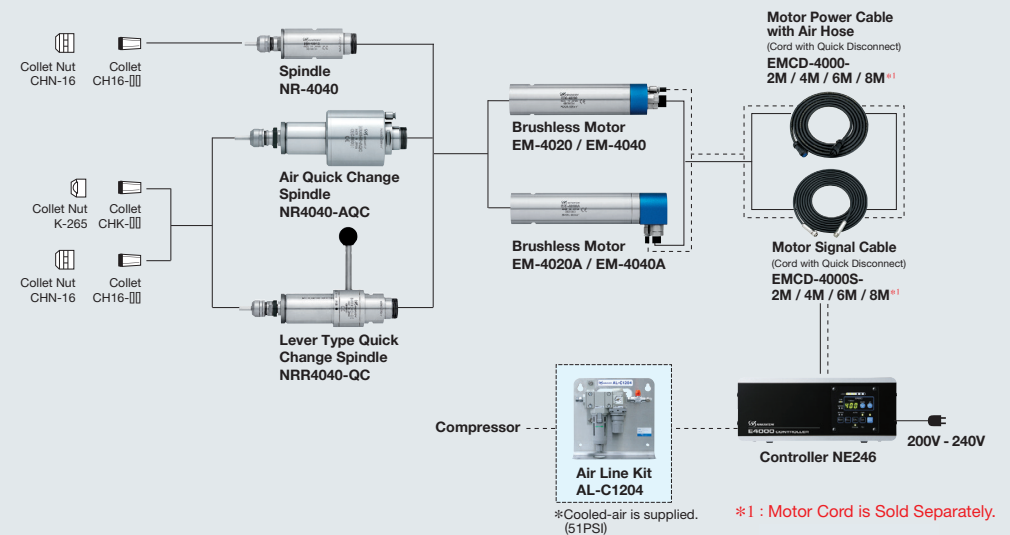 Collet Nut
CHN-16
Collet
CH16-▯▯
Spindle
NR-4040
Air Quick Change
Spindle
NR4040-AQC
Collet Nut
K-265
Collet
CHK-▯▯
Collet Nut
CHN-16
Collet
CH16-▯▯
Lever Type Quick
Change Spindle
NRR4040-QC
Brushless Motor
EM-4020 / EM-4040
Brushless Motor
EM-4020A / EM-4040A
Motor Power Cable
with Air Hose
(Cord with Quick Disconnect)
EMCD-4000-
2M / 4M / 6M / 8M*1
Motor Signal Cable
(Cord with Quick Disconnect)
EMCD-4000S-
2M / 4M / 6M / 8M*1
Compressor
AL-C1204
Air Line Kit
AL-C1204
*Cooled-air is supplied.
(51PSI)
400
E4000 CONTROLLER
Controller NE246
200V - 240V
*1 : Motor Cord is Sold Separately.